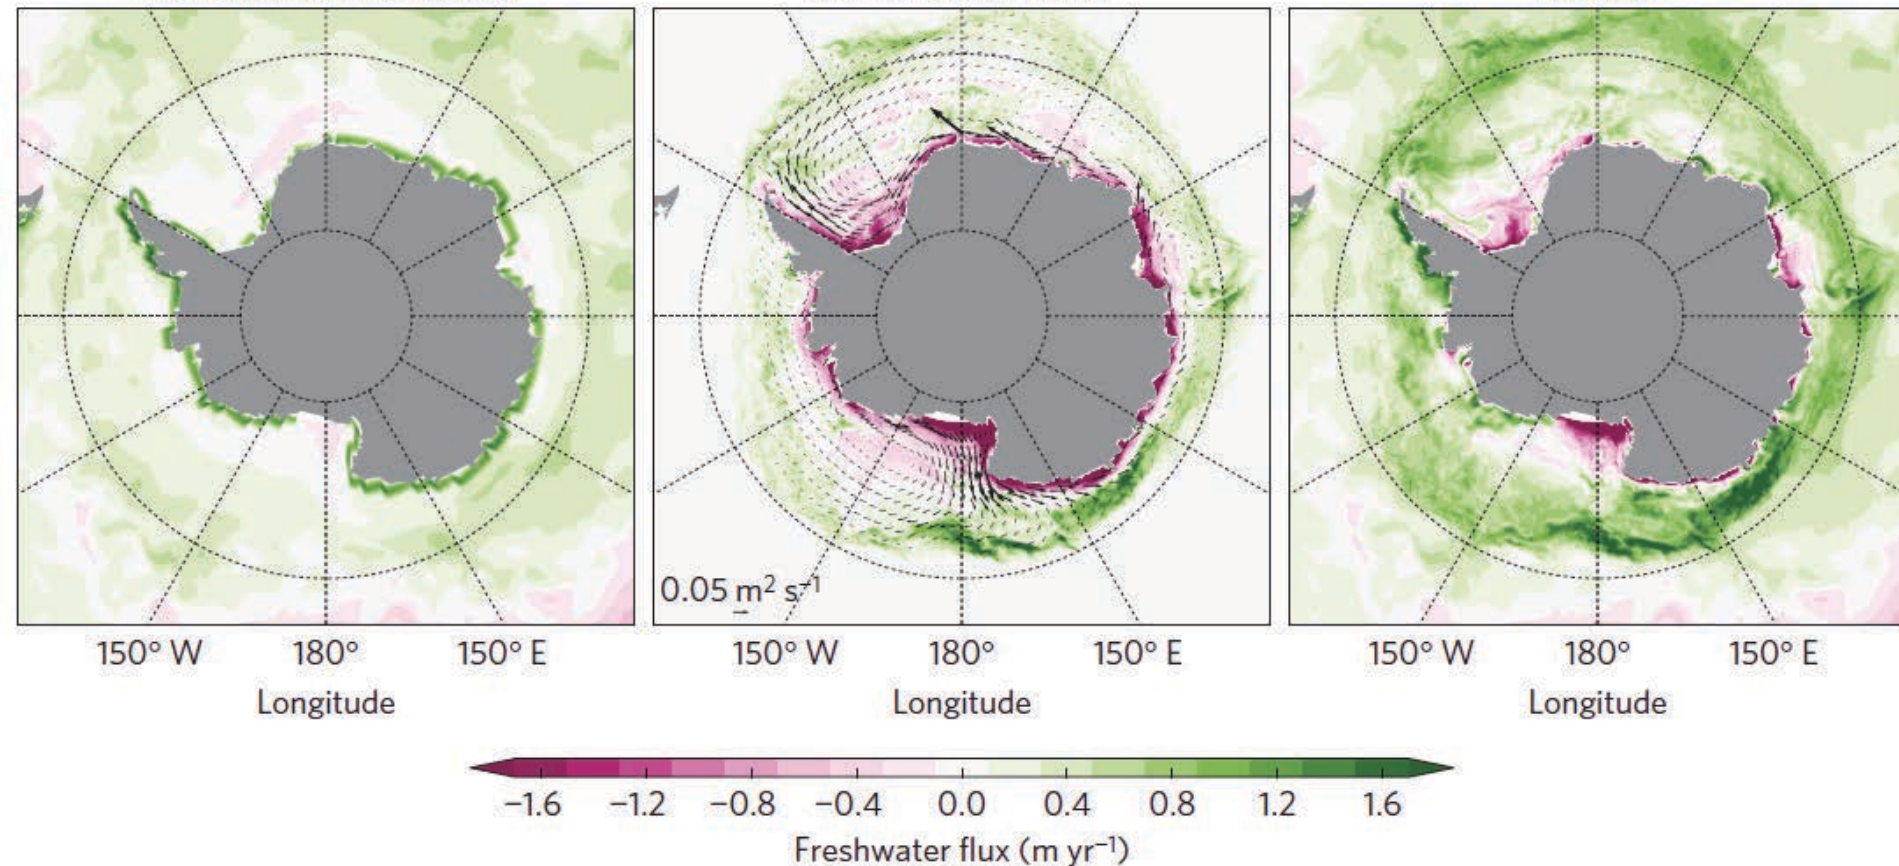 0.05 m² s⁻¹
150° W 180° 150° E 150° W 180° 150° E 150° W 180° 150° E
Longitude Longitude Longitude
−1.6 −1.2 −0.8 −0.4 0.0 0.4 0.8 1.2 1.6
Freshwater flux (m yr⁻¹)